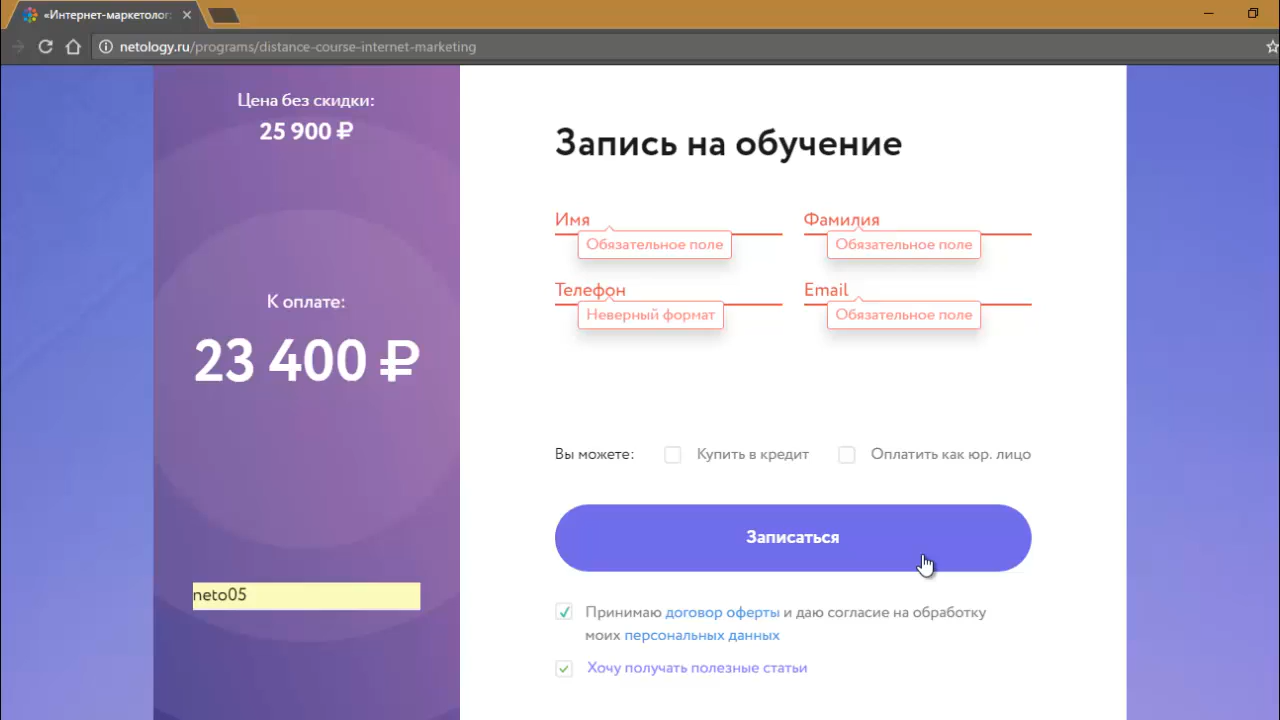 «Интернет-маркетолог:
netology.ru/programs/distance-course-internet-marketing
Цена без скидки:
25 900 ₽
К оплате:
23 400 ₽
neto05
Запись на обучение
Имя
Фамилия
Обязательное поле
Обязательное поле
Телефон
Email
Неверный формат
Обязательное поле
Вы можете: Купить в кредит Оплатить как юр. лицо
Записаться
Принимаю договор оферты и даю согласие на обработку
моих персональных данных
Хочу получать полезные статьи